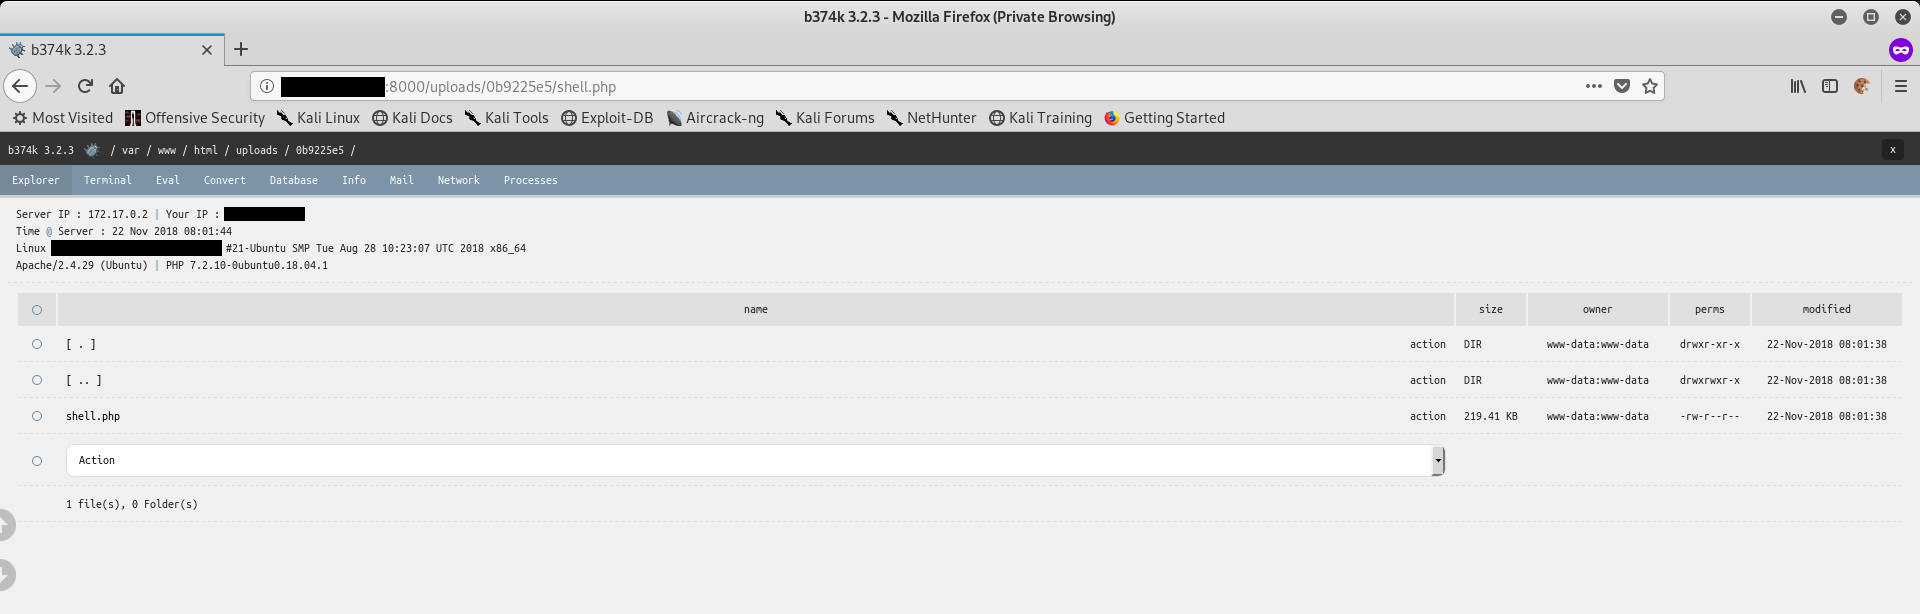 b374k 3.2.3 - Mozilla Firefox (Private Browsing)
b374k 3.2.3
:8000/uploads/0b9225e5/shell.php
Most Visited Offensive Security Kali Linux Kali Docs Kali Tools Exploit-DB Aircrack-ng Kali Forums NetHunter Kali Training Getting Started
b374k 3.2.3 / var / www / html / uploads / 0b9225e5 / x
Explorer Terminal Eval Convert Database Info Mail Network Processes
Server IP : 172.17.0.2 | Your IP :
Time @ Server : 22 Nov 2018 08:01:44
Linux #21-Ubuntu SMP Tue Aug 28 10:23:07 UTC 2018 x86_64
Apache/2.4.29 (Ubuntu) | PHP 7.2.10-0ubuntu0.18.04.1
name size owner perms modified
[ . ] action DIR www-data:www-data drwxr-xr-x 22-Nov-2018 08:01:38
[ .. ] action DIR www-data:www-data drwxrwxr-x 22-Nov-2018 08:01:38
shell.php action 219.41 KB www-data:www-data -rw-r--r-- 22-Nov-2018 08:01:38
Action
1 file(s), 0 Folder(s)